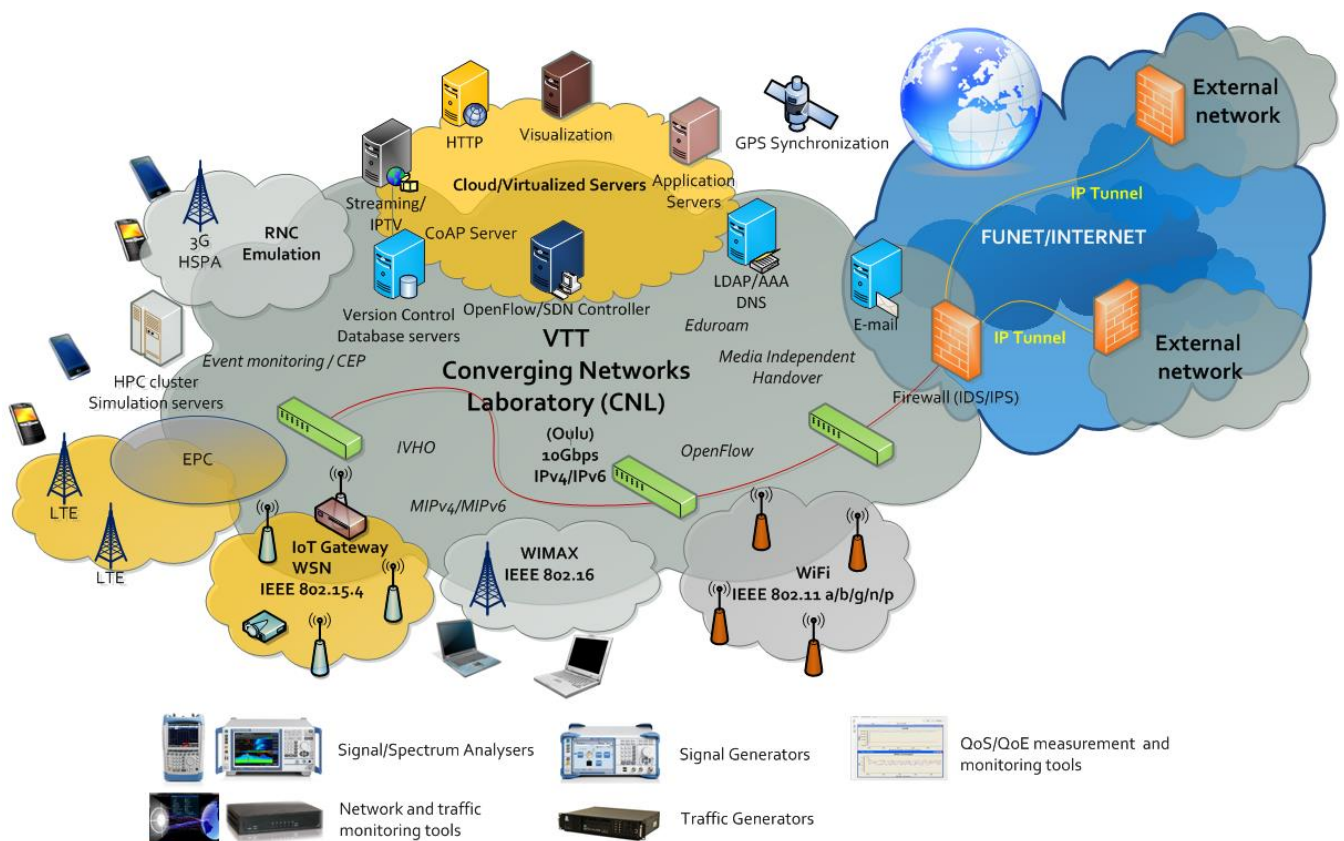 External
network
HTTP
Visualization
GPS Synchronization
Cloud/Virtualized Servers
Application
Servers
Streaming/
IPTV
CoAP Server
IP Tunnel
3G
HSPA
RNC
Emulation
FUNET/INTERNET
LDAP/AAA
DNS
Version Control
Database servers
OpenFlow/SDN Controller
Eduroam
E-mail
IP Tunnel
External
network
VTT
Converging Networks
Laboratory (CNL)
(Oulu)
10Gbps
IPv4/IPv6
Event monitoring / CEP
Media Independent
Handover
HPC cluster
Simulation servers
Firewall (IDS/IPS)
EPC
IVHO
OpenFlow
LTE
LTE
MIPv4/MIPv6
IoT Gateway
WSN
IEEE 802.15.4
WIMAX
IEEE 802.16
WiFi
IEEE 802.11 a/b/g/n/p
Signal/Spectrum Analysers
Signal Generators
QoS/QoE measurement and
monitoring tools
Network and traffic
monitoring tools
Traffic Generators